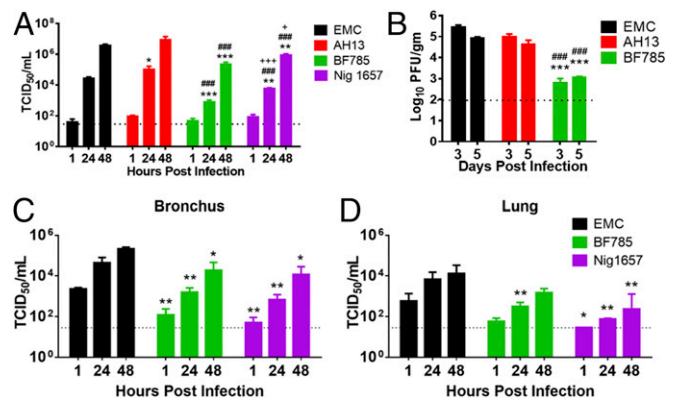 A
EMC
AH13
BF785
Nig 1657
TCID50/mL
10^8
10^6
10^4
10^2
10^0
*
###
***
###
***
+++
###
**
+
###
**
1 24 48 1 24 48 1 24 48 1 24 48
Hours Post Infection
B
EMC
AH13
BF785
Log10 PFU/gm
6
5
4
3
2
1
0
###
***
###
***
3 5 3 5 3 5
Days Post Infection
C
Bronchus
TCID50/mL
10^6
10^4
10^2
10^0
** ** * ** ** *
1 24 48 1 24 48 1 24 48
Hours Post Infection
D
Lung
EMC
BF785
Nig1657
TCID50/mL
10^6
10^4
10^2
10^0
** * ** **
1 24 48 1 24 48 1 24 48
Hours Post Infection